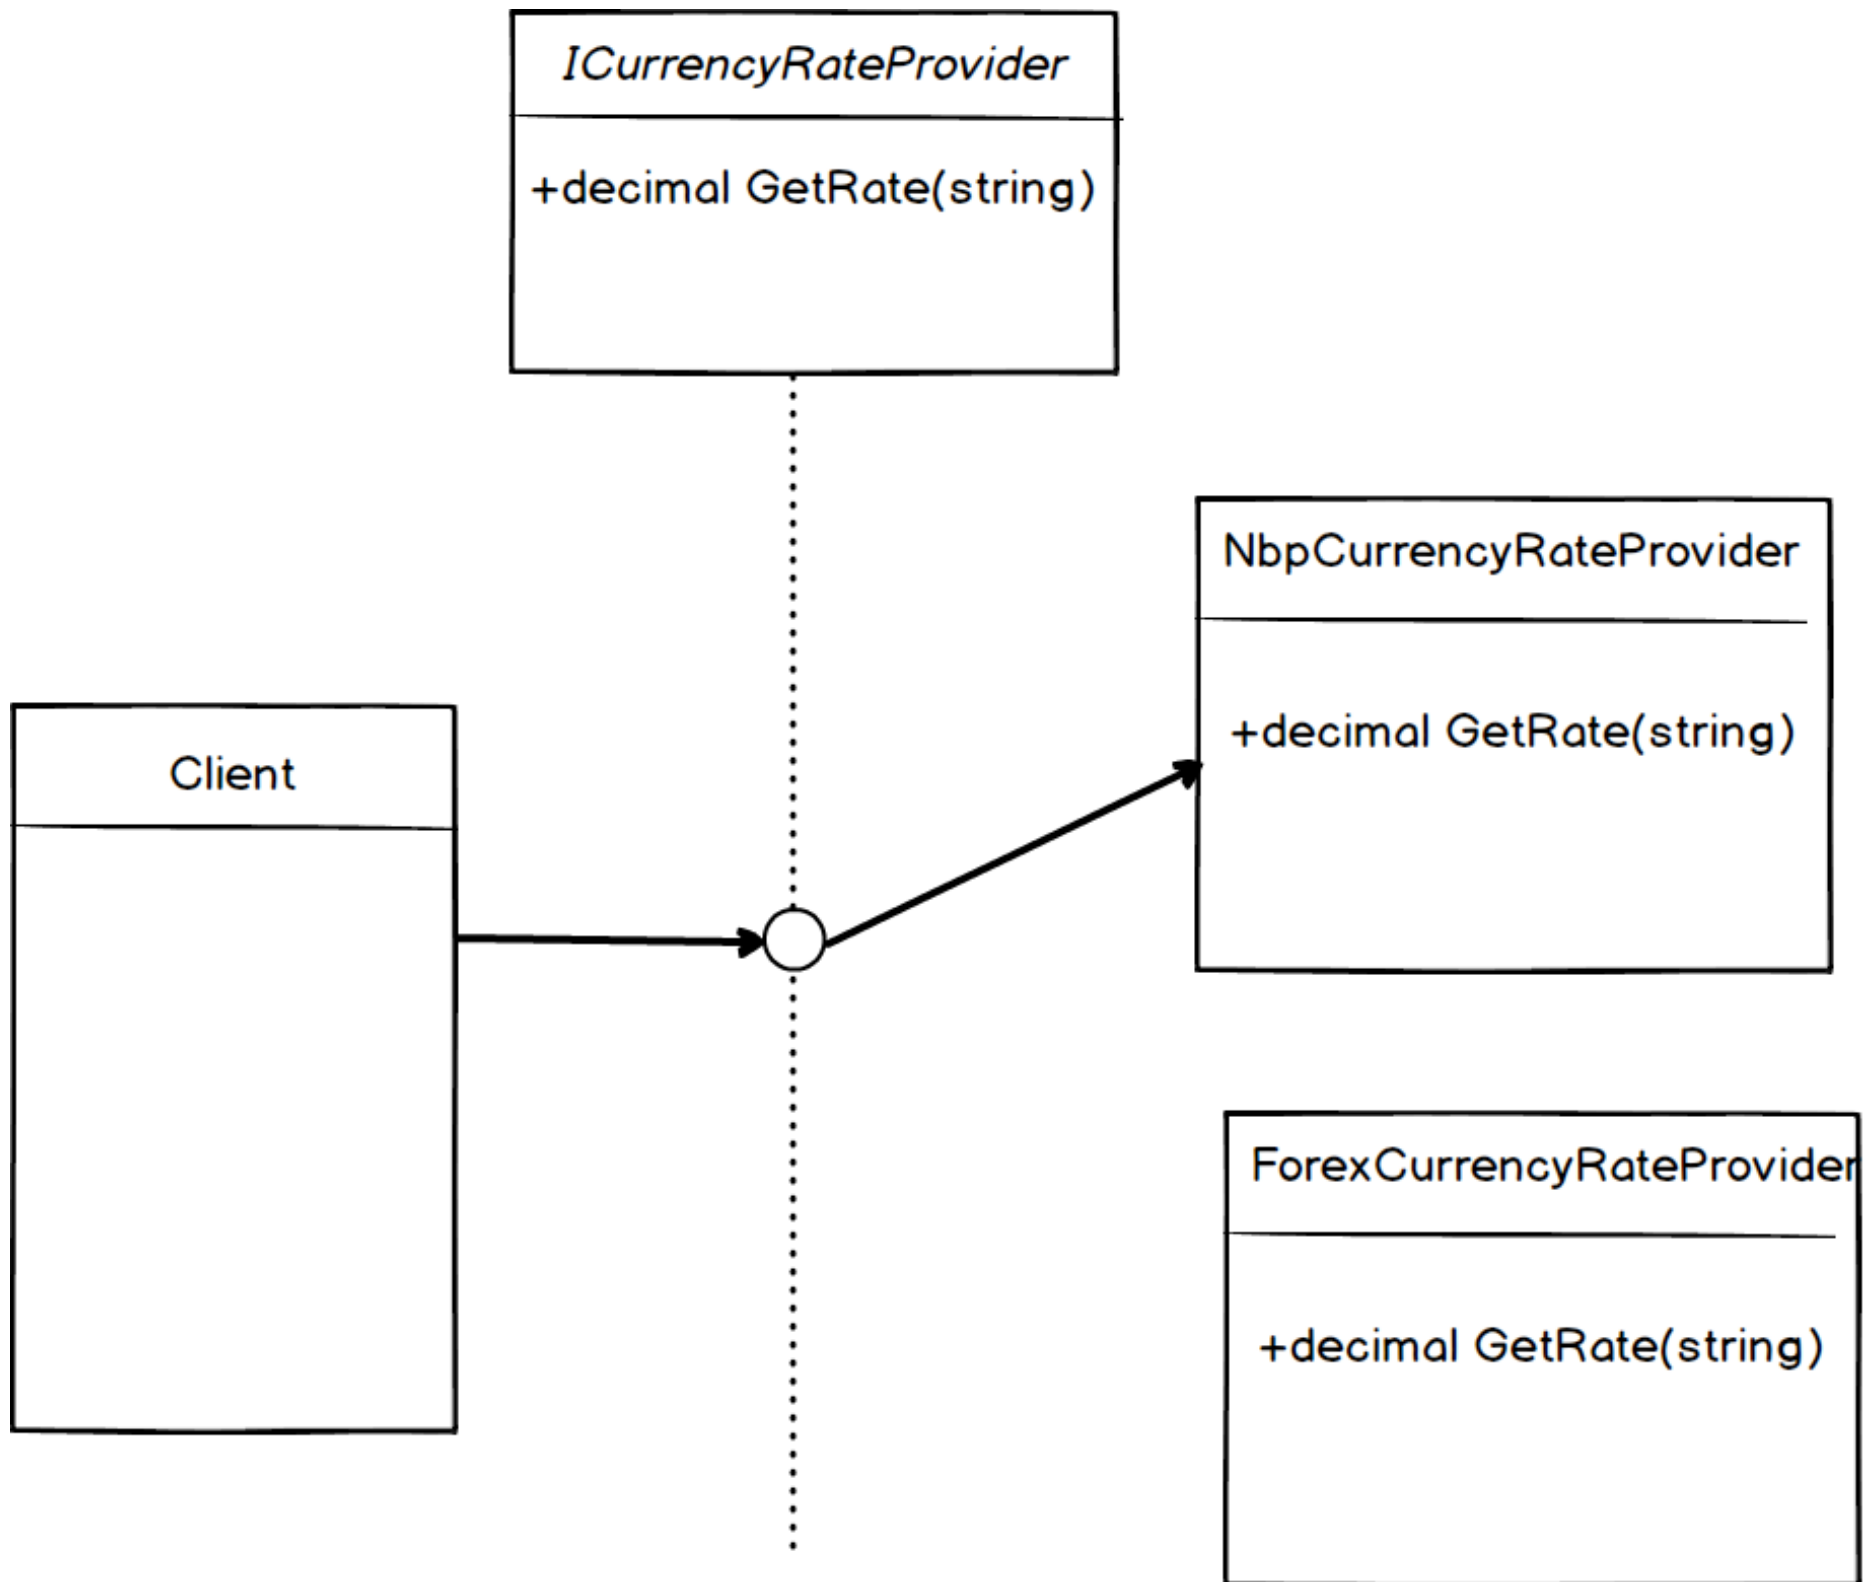 ICurrencyRateProvider
+decimal GetRate(string)
NbpCurrencyRateProvider
+decimal GetRate(string)
Client
ForexCurrencyRateProvider
+decimal GetRate(string)